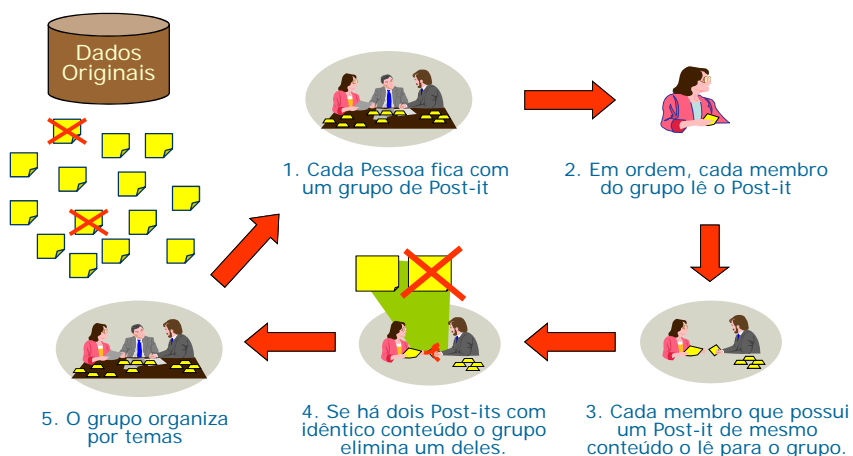 Dados
Originais
1. Cada Pessoa fica com
um grupo de Post-it
2. Em ordem, cada membro
do grupo lê o Post-it
3. Cada membro que possui
um Post-it de mesmo
conteúdo o lê para o grupo.
4. Se há dois Post-its com
idêntico conteúdo o grupo
elimina um deles.
5. O grupo organiza
por temas